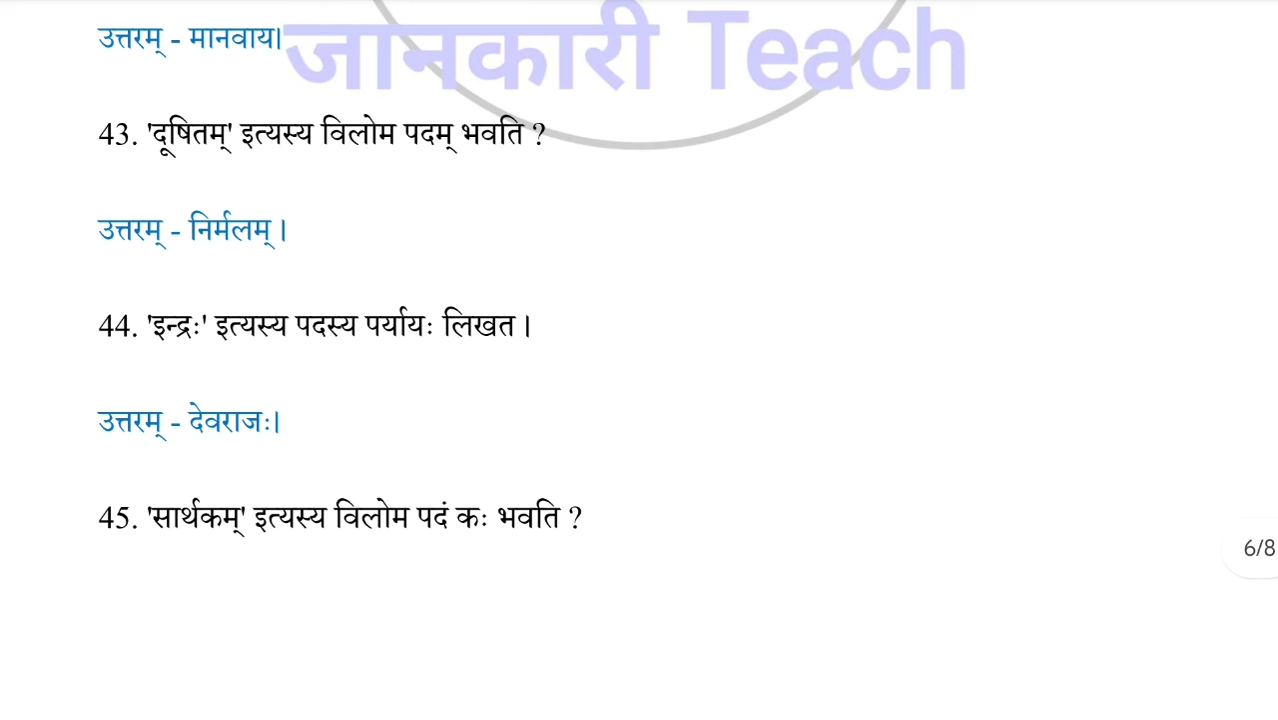 उत्तरम् - मानवाय।
जानकारी Teach
43. 'दूषितम्' इत्यस्य विलोम पदम् भवति ?
उत्तरम् - निर्मलम् ।
44. 'इन्द्रः' इत्यस्य पदस्य पर्यायः लिखत ।
उत्तरम् - देवराजः।
45. 'सार्थकम्' इत्यस्य विलोम पदं कः भवति ?
6/8